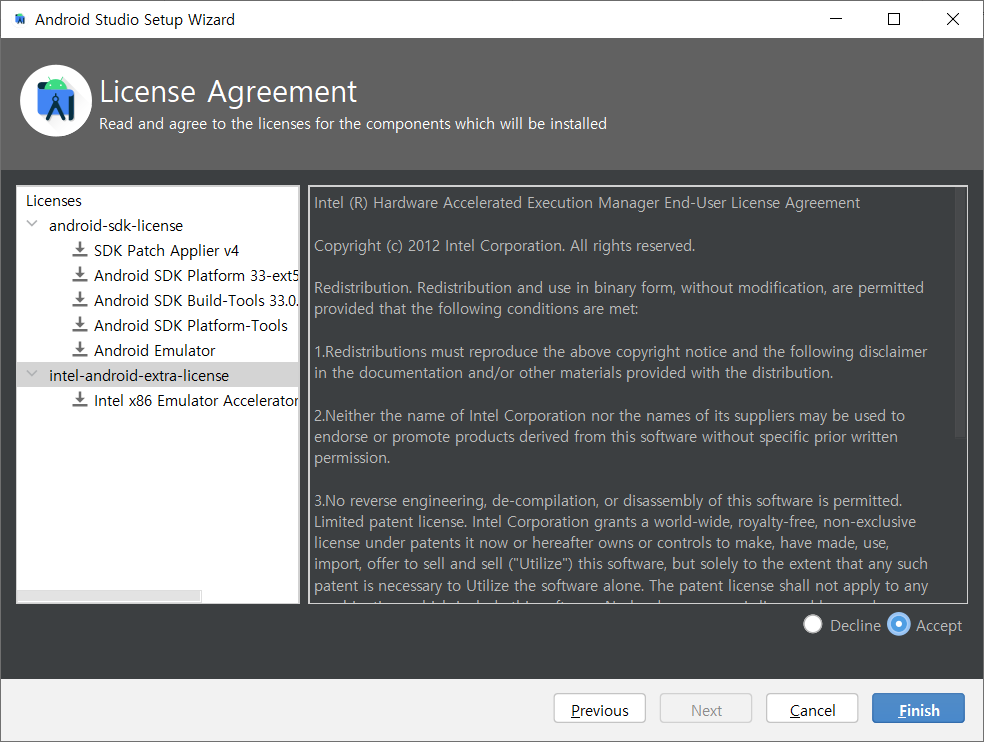 Android Studio Setup Wizard
License Agreement
Read and agree to the licenses for the components which will be installed
Licenses
android-sdk-license
SDK Patch Applier v4
Android SDK Platform 33-ext5
Android SDK Build-Tools 33.0.
Android SDK Platform-Tools
Android Emulator
intel-android-extra-license
Intel x86 Emulator Accelerator
Intel (R) Hardware Accelerated Execution Manager End-User License Agreement
Copyright (c) 2012 Intel Corporation. All rights reserved.
Redistribution. Redistribution and use in binary form, without modification, are permitted
provided that the following conditions are met:
1.Redistributions must reproduce the above copyright notice and the following disclaimer
in the documentation and/or other materials provided with the distribution.
2.Neither the name of Intel Corporation nor the names of its suppliers may be used to
endorse or promote products derived from this software without specific prior written
permission.
3.No reverse engineering, de-compilation, or disassembly of this software is permitted.
Limited patent license. Intel Corporation grants a world-wide, royalty-free, non-exclusive
license under patents it now or hereafter owns or controls to make, have made, use,
import, offer to sell and sell ("Utilize") this software, but solely to the extent that any such
patent is necessary to Utilize the software alone. The patent license shall not apply to any
Decline
Accept
Previous
Next
Cancel
Finish